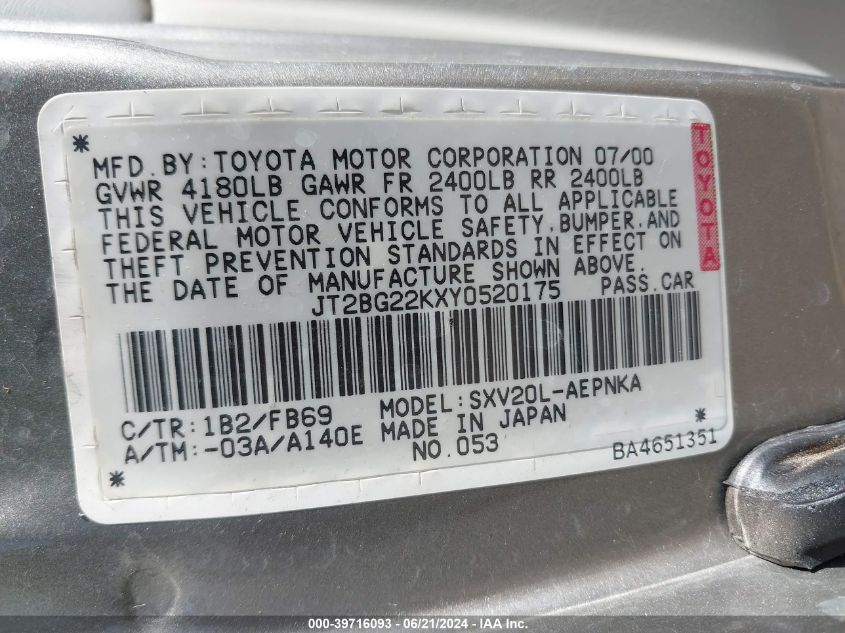 MFD.BY:TOYOTA MOTOR CORPORATION 07/00
GVWR 4180LB GAWR FR 2400LB RR 2400LB
THIS VEHICLE CONFORMS TO ALL APPLICABLE
FEDERAL MOTOR VEHICLE SAFETY,BUMPER,AND
THEFT PREVENTION STANDARDS IN EFFECT ON
THE DATE OF MANUFACTURE SHOWN ABOVE.
JT2BG22KXY0520175 PASS.CAR
TOYOTA
C/TR:1B2/FB69 MODEL:SXV20L-AEPNKA
A/TM:-03A/A140E MADE IN JAPAN
NO.053 BA4651351
000-39716093 - 06/21/2024 - IAA Inc.